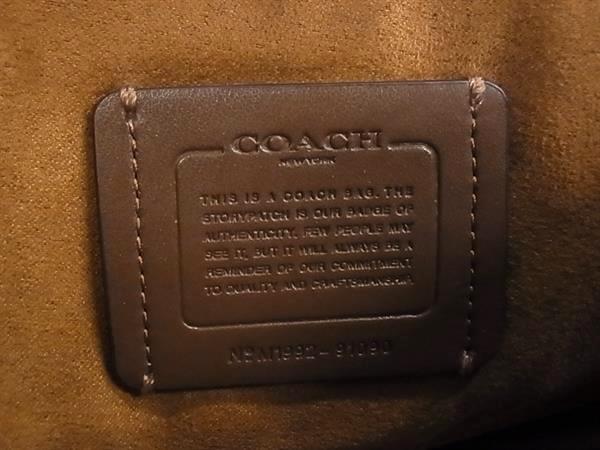 COACH
NEW YORK
THIS IS A COACH BAG. THE
STORYPATCH IS OUR BADGE OF
AUTHENTICITY. FEW PEOPLE MAY
SEE IT, BUT IT WILL ALWAYS BE A
REMINDER OF OUR COMMITMENT
TO QUALITY AND CRAFTSMANSHIP.
Nº M1992-91090